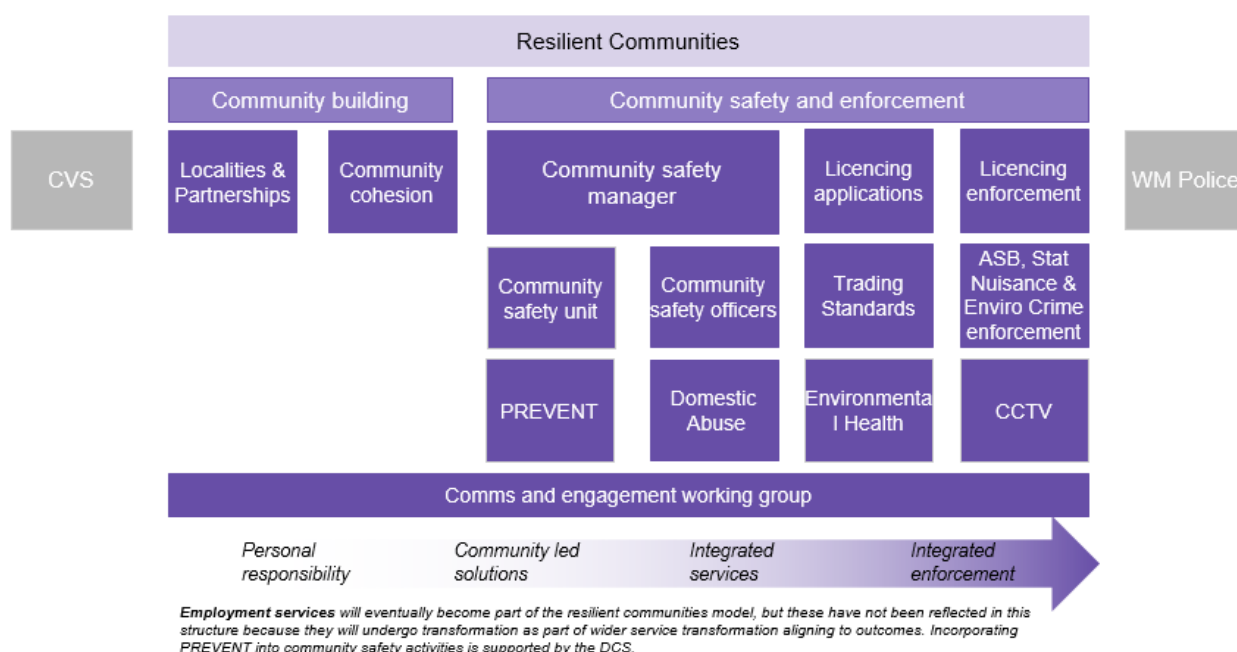 Resilient Communities
Community building
Community safety and enforcement
CVS
Localities &
Partnerships
Community
cohesion
Community safety
manager
Licencing
applications
Licencing
enforcement
WM Police
Community
safety unit
Community
safety officers
Trading
Standards
ASB, Stat
Nuisance &
Enviro Crime
enforcement
PREVENT
Domestic
Abuse
Environmenta
l Health
CCTV
Comms and engagement working group
Personal
responsibility
Community led
solutions
Integrated
services
Integrated
enforcement
Employment services will eventually become part of the resilient communities model, but these have not been reflected in this
structure because they will undergo transformation as part of wider service transformation aligning to outcomes. Incorporating
PREVENT into community safety activities is supported by the DCS.